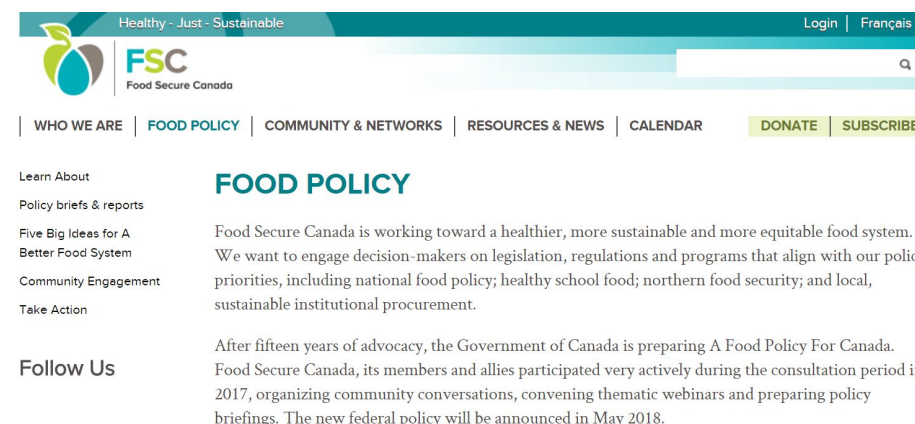 Healthy - Just - Sustainable
Login | Français
FSC
Food Secure Canada
WHO WE ARE | FOOD POLICY | COMMUNITY & NETWORKS | RESOURCES & NEWS | CALENDAR
DONATE | SUBSCRIBE
Learn About
Policy briefs & reports
Five Big Ideas for A
Better Food System
Community Engagement
Take Action
Follow Us
FOOD POLICY
Food Secure Canada is working toward a healthier, more sustainable and more equitable food system.
We want to engage decision-makers on legislation, regulations and programs that align with our polic
priorities, including national food policy; healthy school food; northern food security; and local,
sustainable institutional procurement.
After fifteen years of advocacy, the Government of Canada is preparing A Food Policy For Canada.
Food Secure Canada, its members and allies participated very actively during the consultation period i
2017, organizing community conversations, convening thematic webinars and preparing policy
briefings. The new federal policy will be announced in May 2018.